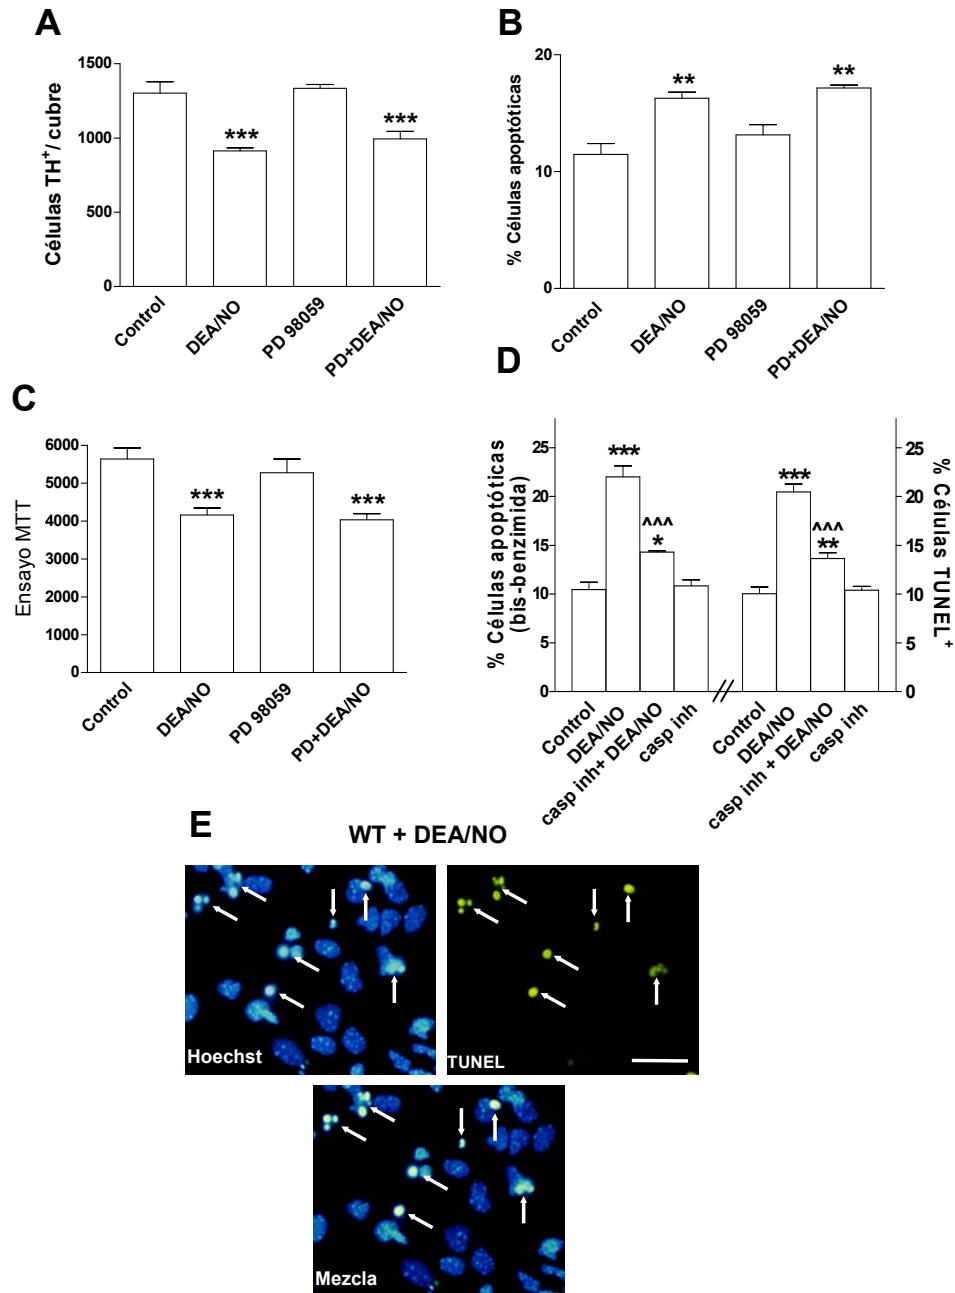 A
Células TH+/ cubre
1500
1000
500
0
***
***
Control
DEA/NO
PD 98059
PD+DEA/NO
B
% Células apoptóticas
20
10
0
**
**
Control
DEA/NO
PD 98059
PD+DEA/NO
C
Ensayo MTT
6000
5000
4000
3000
2000
1000
0
***
***
Control
DEA/NO
PD 98059
PD+DEA/NO
D
% Células apoptóticas
(bis-benzimida)
25
20
15
10
5
0
***
^^^
*
***
^^^
**
25
20
15
10
5
0
% Células TUNEL+
Control
DEA/NO
casp inh+ DEA/NO
casp inh
Control
DEA/NO
casp inh + DEA/NO
casp inh
E
WT + DEA/NO
Hoechst
TUNEL
Mezcla